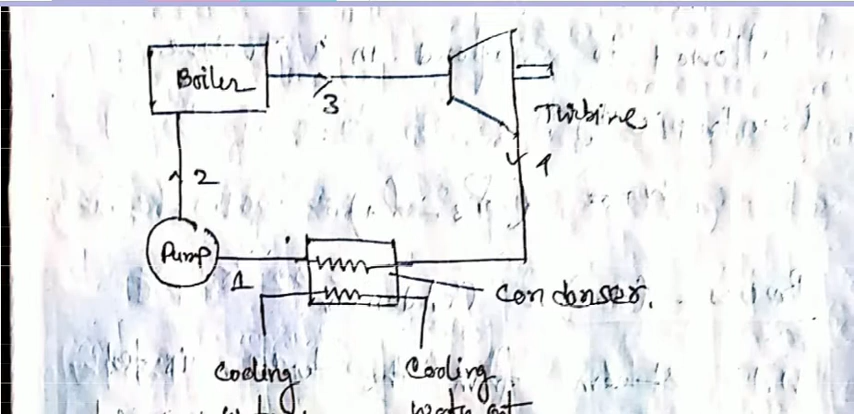 Boiler
3
Turbine
4
2
Pump
1
Condenser.
Cooling
Cooling